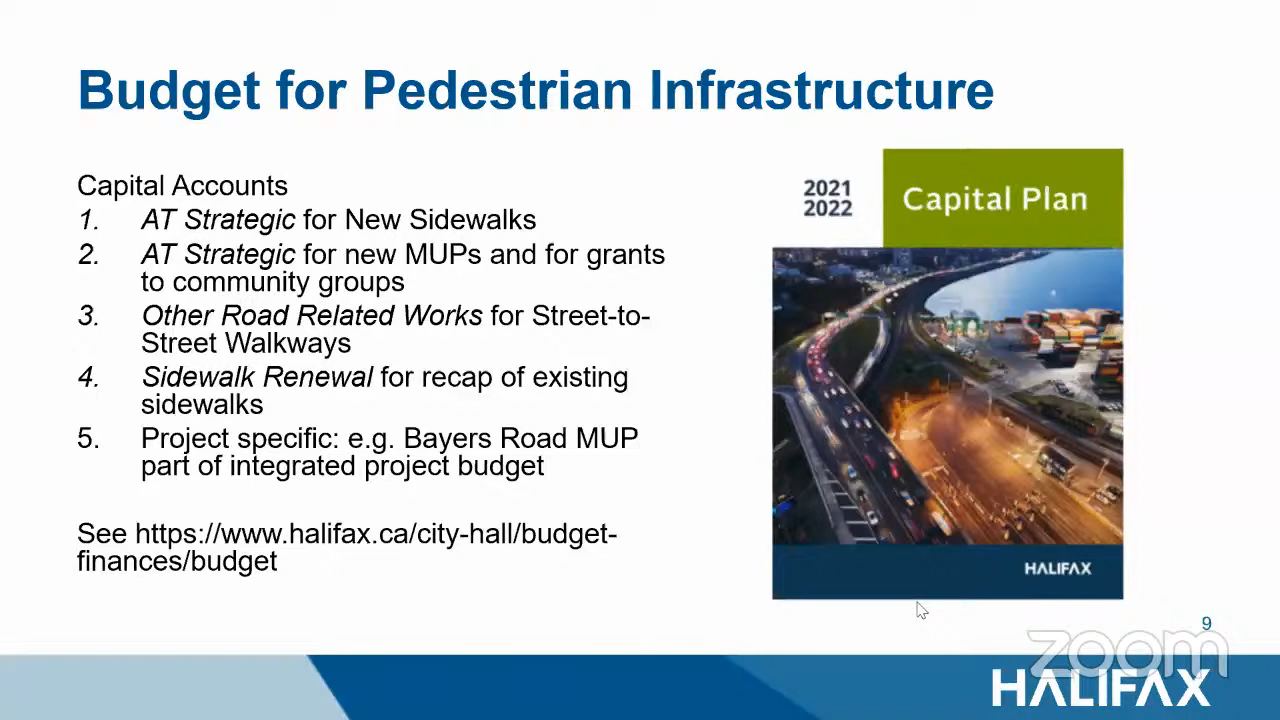 Budget for Pedestrian Infrastructure
Capital Accounts
1. AT Strategic for New Sidewalks
2. AT Strategic for new MUPs and for grants
to community groups
3. Other Road Related Works for Street-to-
Street Walkways
4. Sidewalk Renewal for recap of existing
sidewalks
5. Project specific: e.g. Bayers Road MUP
part of integrated project budget
See https://www.halifax.ca/city-hall/budget-
finances/budget
2021
2022
Capital Plan
HALIFAX
9
zoom
HALIFAX